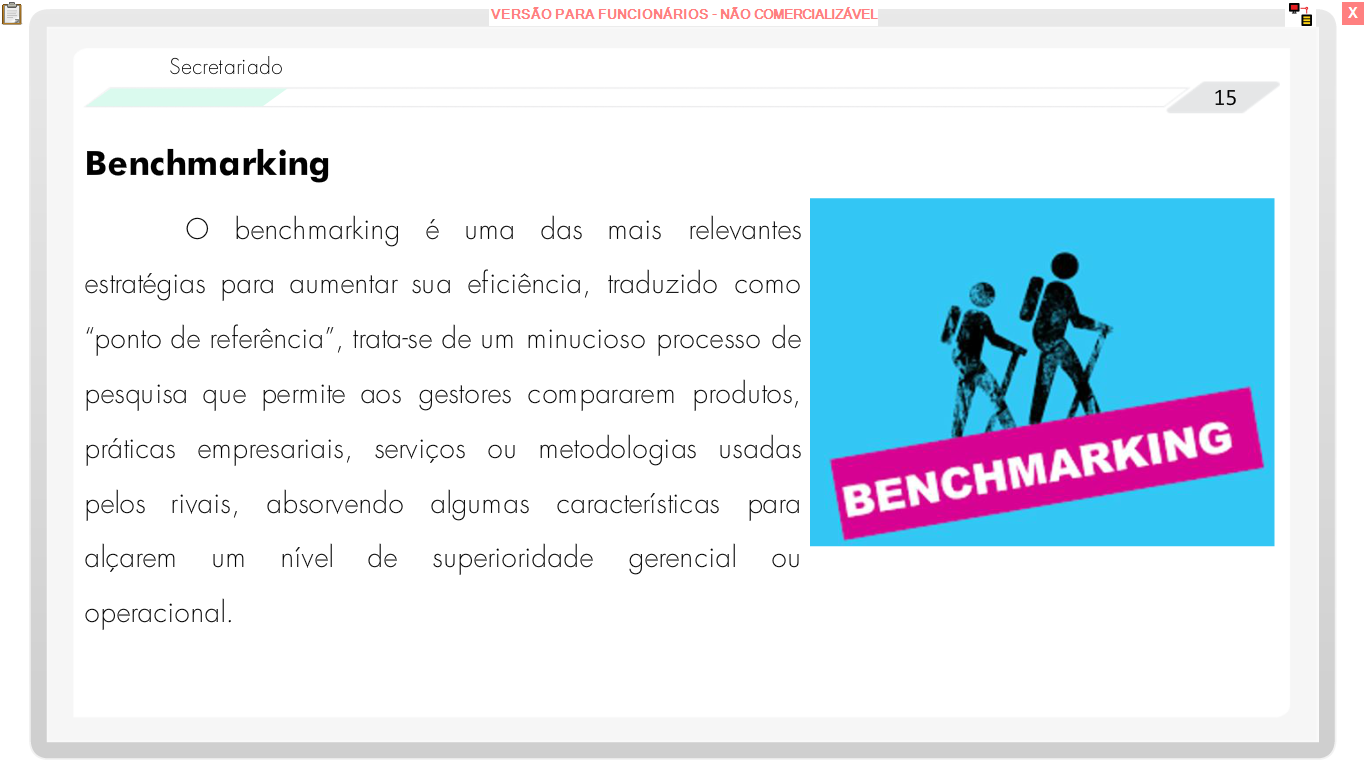 VERSÃO PARA FUNCIONÁRIOS - NÃO COMERCIALIZÁVEL
X
Secretariado
15
Benchmarking
O benchmarking é uma das mais relevantes
estratégias para aumentar sua eficiência, traduzido como
“ponto de referência”, trata-se de um minucioso processo de
pesquisa que permite aos gestores compararem produtos,
práticas empresariais, serviços ou metodologias usadas
pelos rivais, absorvendo algumas características para
alçarem um nível de superioridade gerencial ou
operacional.
BENCHMARKING